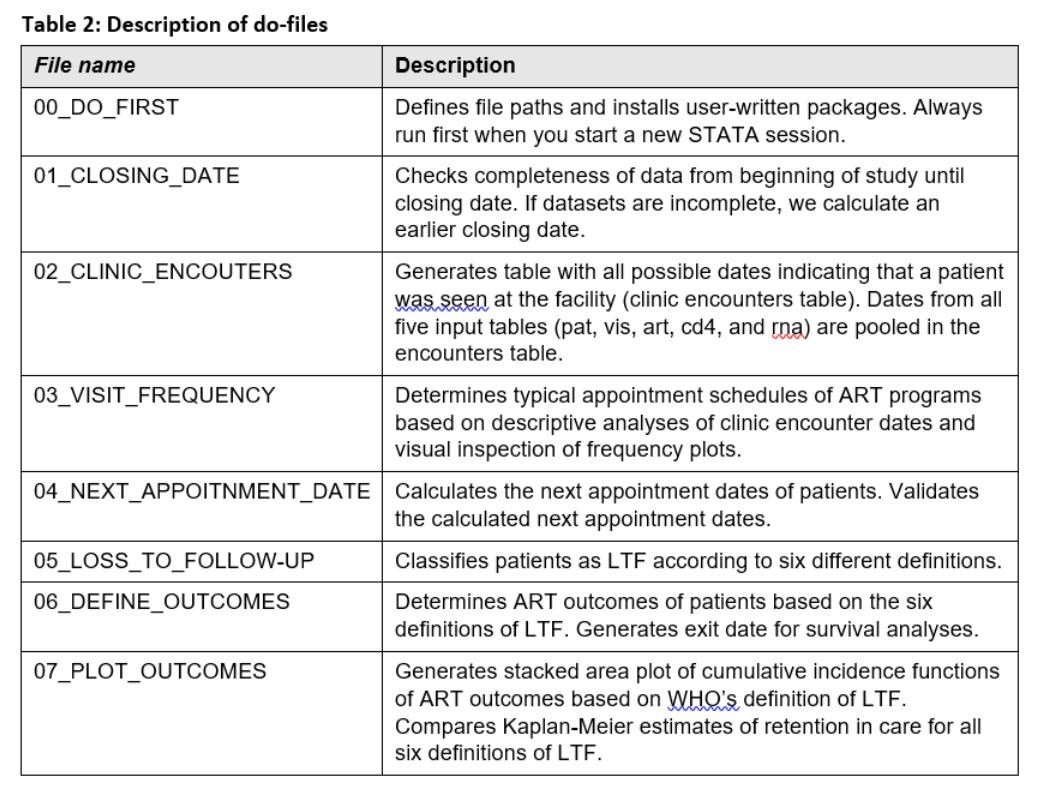 Table 2: Description of do-files
File name
Description
00_DO_FIRST
Defines file paths and installs user-written packages. Always
run first when you start a new STATA session.
01_CLOSING_DATE
Checks completeness of data from beginning of study until
closing date. If datasets are incomplete, we calculate an
earlier closing date.
02_CLINIC_ENCOUTERS
Generates table with all possible dates indicating that a patient
was seen at the facility (clinic encounters table). Dates from all
five input tables (pat, vis, art, cd4, and rna) are pooled in the
encounters table.
03_VISIT_FREQUENCY
Determines typical appointment schedules of ART programs
based on descriptive analyses of clinic encounter dates and
visual inspection of frequency plots.
04_NEXT_APPOITNMENT_DATE
Calculates the next appointment dates of patients. Validates
the calculated next appointment dates.
05_LOSS_TO_FOLLOW-UP
Classifies patients as LTF according to six different definitions.
06_DEFINE_OUTCOMES
Determines ART outcomes of patients based on the six
definitions of LTF. Generates exit date for survival analyses.
07_PLOT_OUTCOMES
Generates stacked area plot of cumulative incidence functions
of ART outcomes based on WHO's definition of LTF.
Compares Kaplan-Meier estimates of retention in care for all
six definitions of LTF.